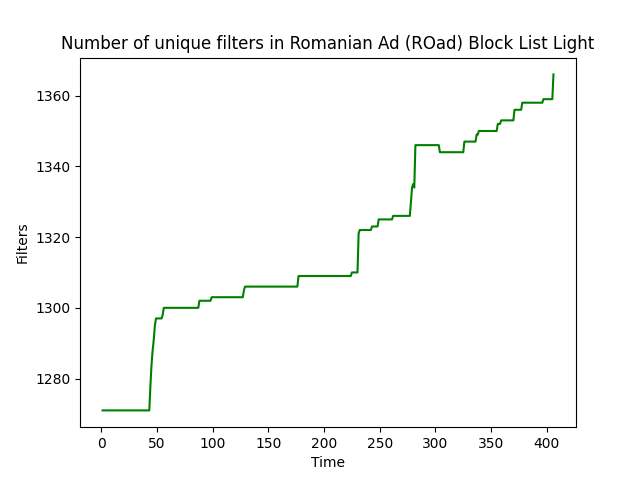 Number of unique filters in Romanian Ad (ROad) Block List Light
1360
1340
1320
1300
1280
Filters
0 50 100 150 200 250 300 350 400
Time